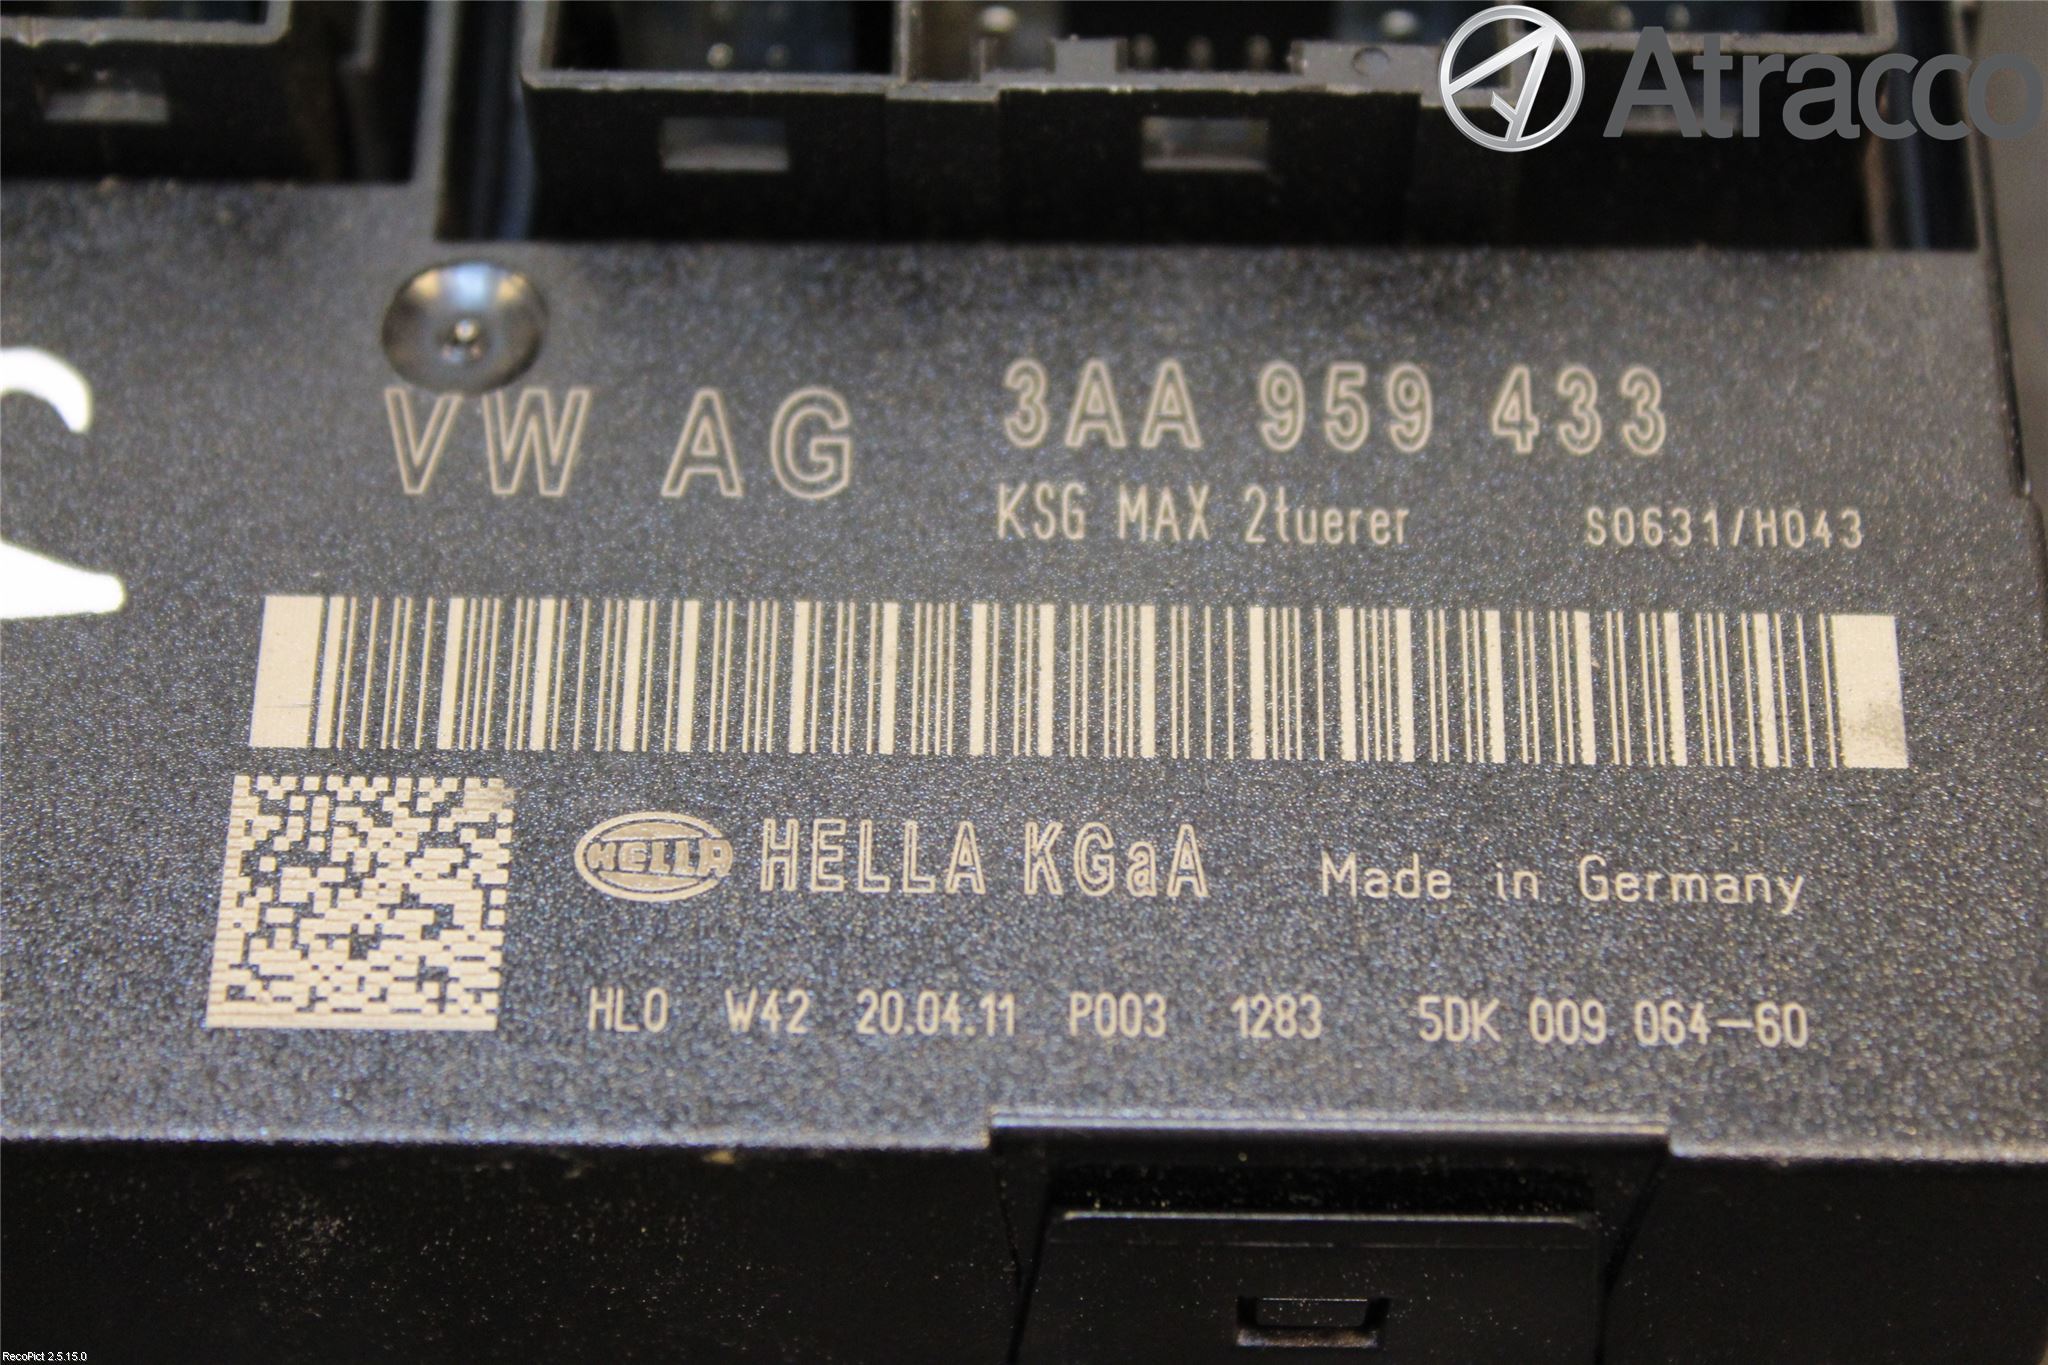 Atracco
VW AG 3AA 959 433
KSG MAX 2tuerer S0631/H043
HELLA HELLA KGaA Made in Germany
HLO W42 20.04.11 P003 1283 5DK 009 064-60
RecoPict 2.5.15.0